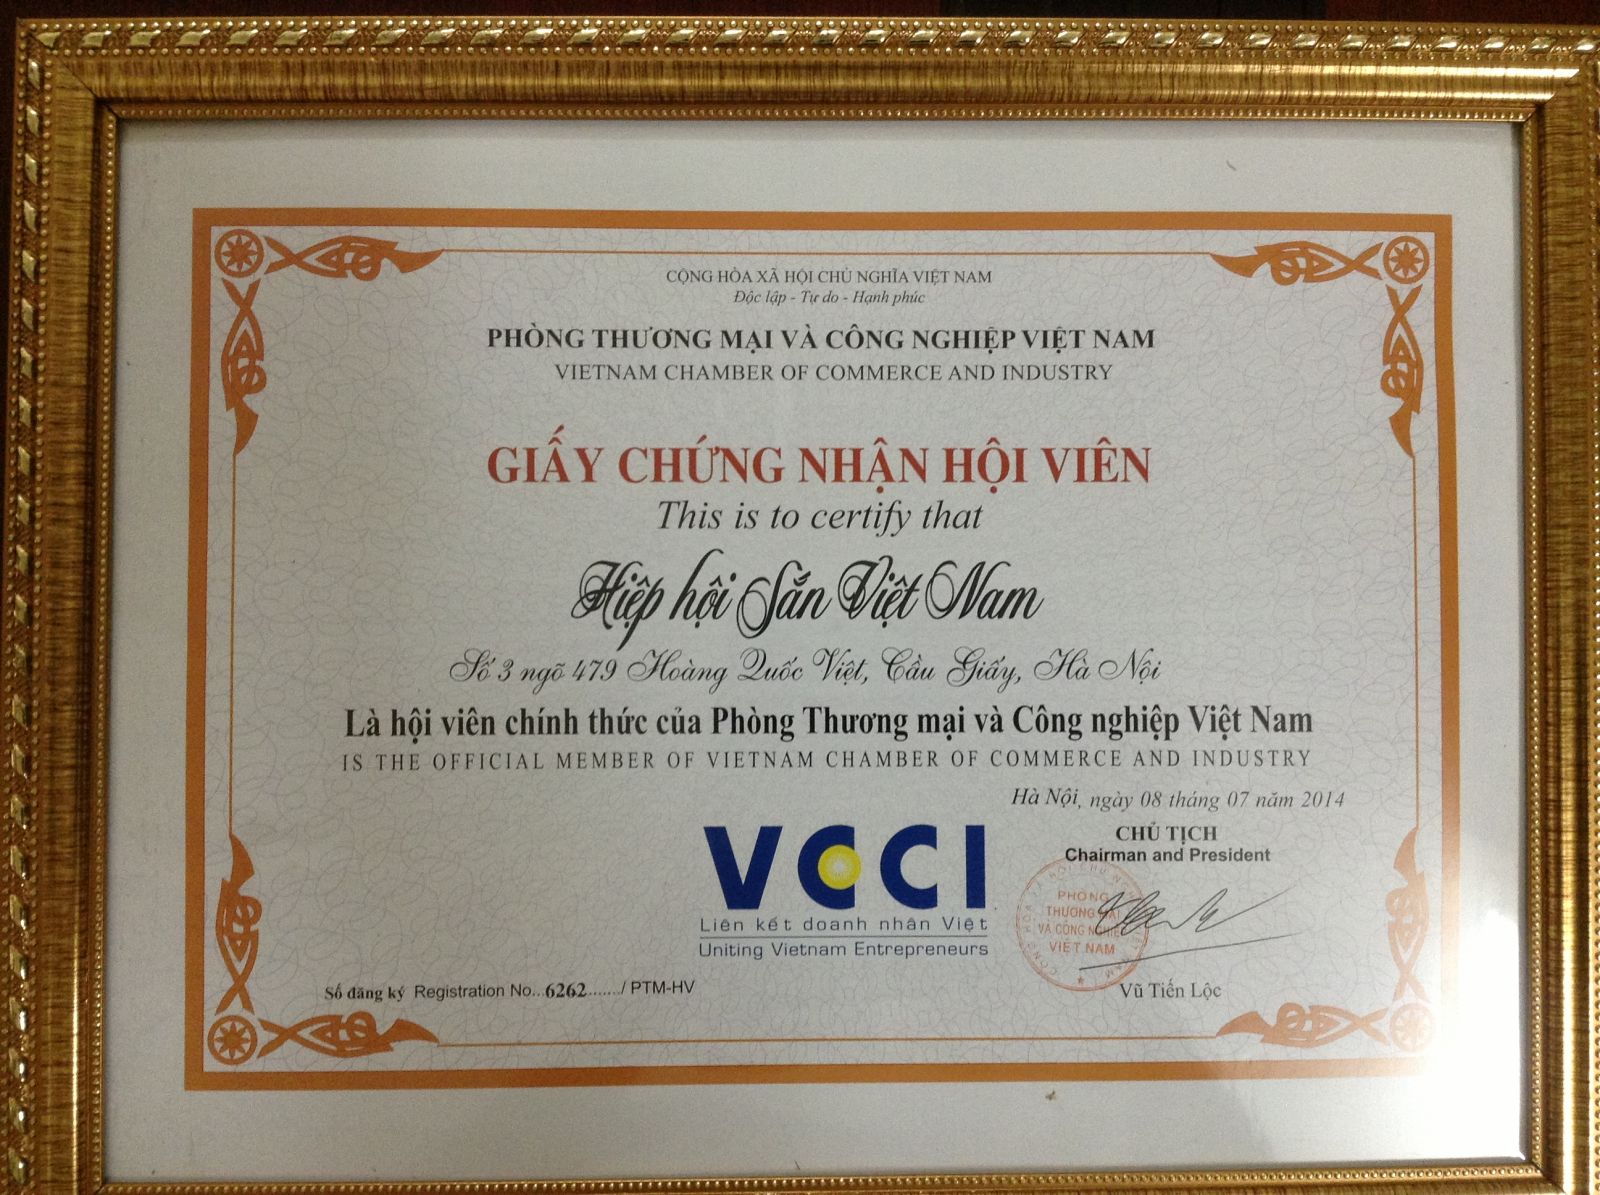 CỘNG HÒA XÃ HỘI CHỦ NGHĨA VIỆT NAM
Độc lập - Tự do - Hạnh phúc
PHÒNG THƯƠNG MẠI VÀ CÔNG NGHIỆP VIỆT NAM
VIETNAM CHAMBER OF COMMERCE AND INDUSTRY
GIẤY CHỨNG NHẬN HỘI VIÊN
This is to certify that
Hiệp hội Sắn Việt Nam
Số 3 ngõ 479 Hoàng Quốc Việt, Cầu Giấy, Hà Nội
Là hội viên chính thức của Phòng Thương mại và Công nghiệp Việt Nam
IS THE OFFICIAL MEMBER OF VIETNAM CHAMBER OF COMMERCE AND INDUSTRY
Hà Nội, ngày 08 tháng 07 năm 2014
CHỦ TỊCH
Chairman and President
VCCI
Liên kết doanh nhân Việt
Uniting Vietnam Entrepreneurs
PHÒNG
THƯƠNG MẠI
VÀ CÔNG NGHIỆP
VIỆT NAM
Vũ Tiến Lộc
Số đăng ký Registration No...6262......./ PTM-HV